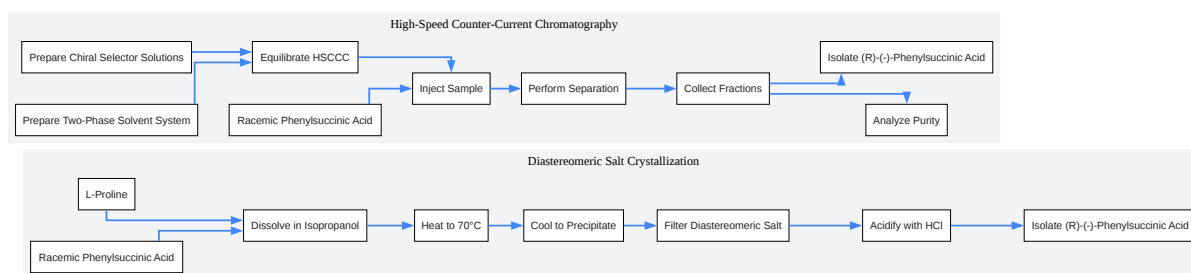 High-Speed Counter-Current Chromatography
Prepare Chiral Selector Solutions
Equilibrate HSCCC
Isolate (R)-(-)-Phenylsuccinic Acid
Inject Sample
Perform Separation
Collect Fractions
Prepare Two-Phase Solvent System
Racemic Phenylsuccinic Acid
Analyze Purity
Diastereomeric Salt Crystallization
L-Proline
Dissolve in Isopropanol
Heat to 70°C
Cool to Precipitate
Filter Diastereomeric Salt
Acidify with HCl
Isolate (R)-(-)-Phenylsuccinic Acid
Racemic Phenylsuccinic Acid